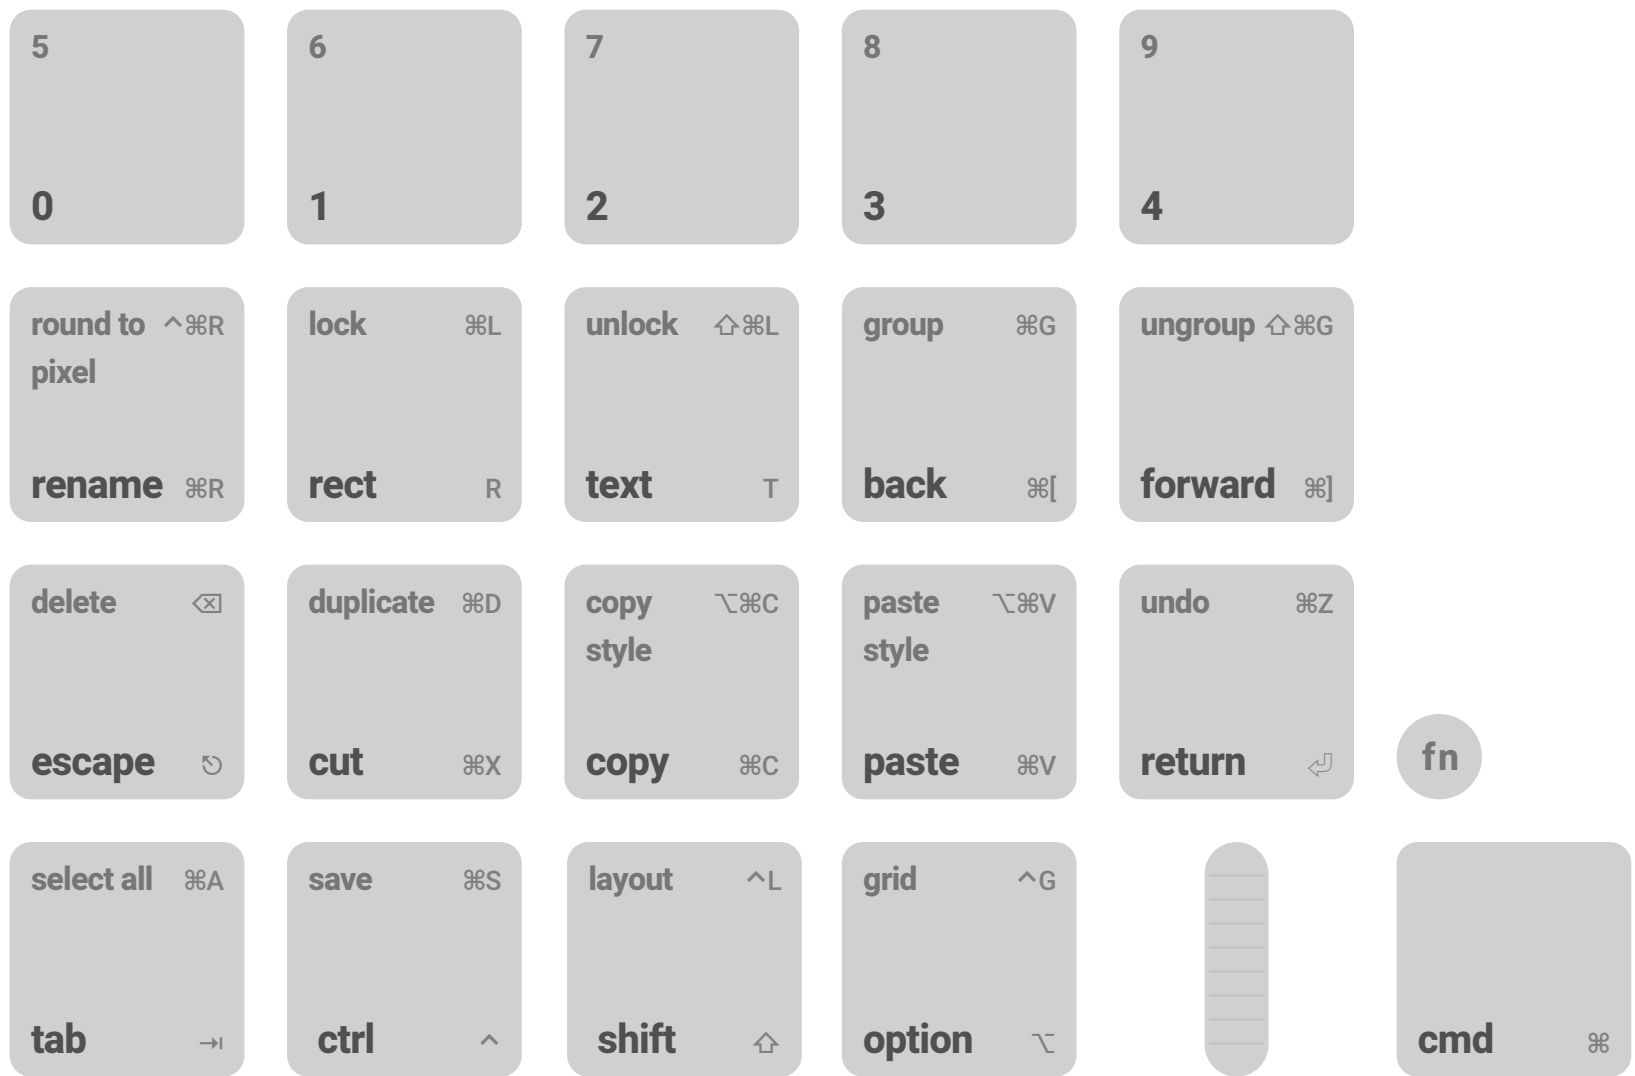 5 6 7 8 9
0 1 2 3 4
round to ^⌘R lock ⌘L unlock ⇧⌘L group ⌘G ungroup ⇧⌘G
pixel
rename ⌘R rect R text T back ⌘[ forward ⌘]
delete ⌫ duplicate ⌘D copy ⌥⌘C paste ⌥⌘V undo ⌘Z
style style
escape ⎋ cut ⌘X copy ⌘C paste ⌘V return ⏎ fn
select all ⌘A save ⌘S layout ^L grid ^G
tab ⇥ ctrl ^ shift ⇧ option ⌥ cmd ⌘